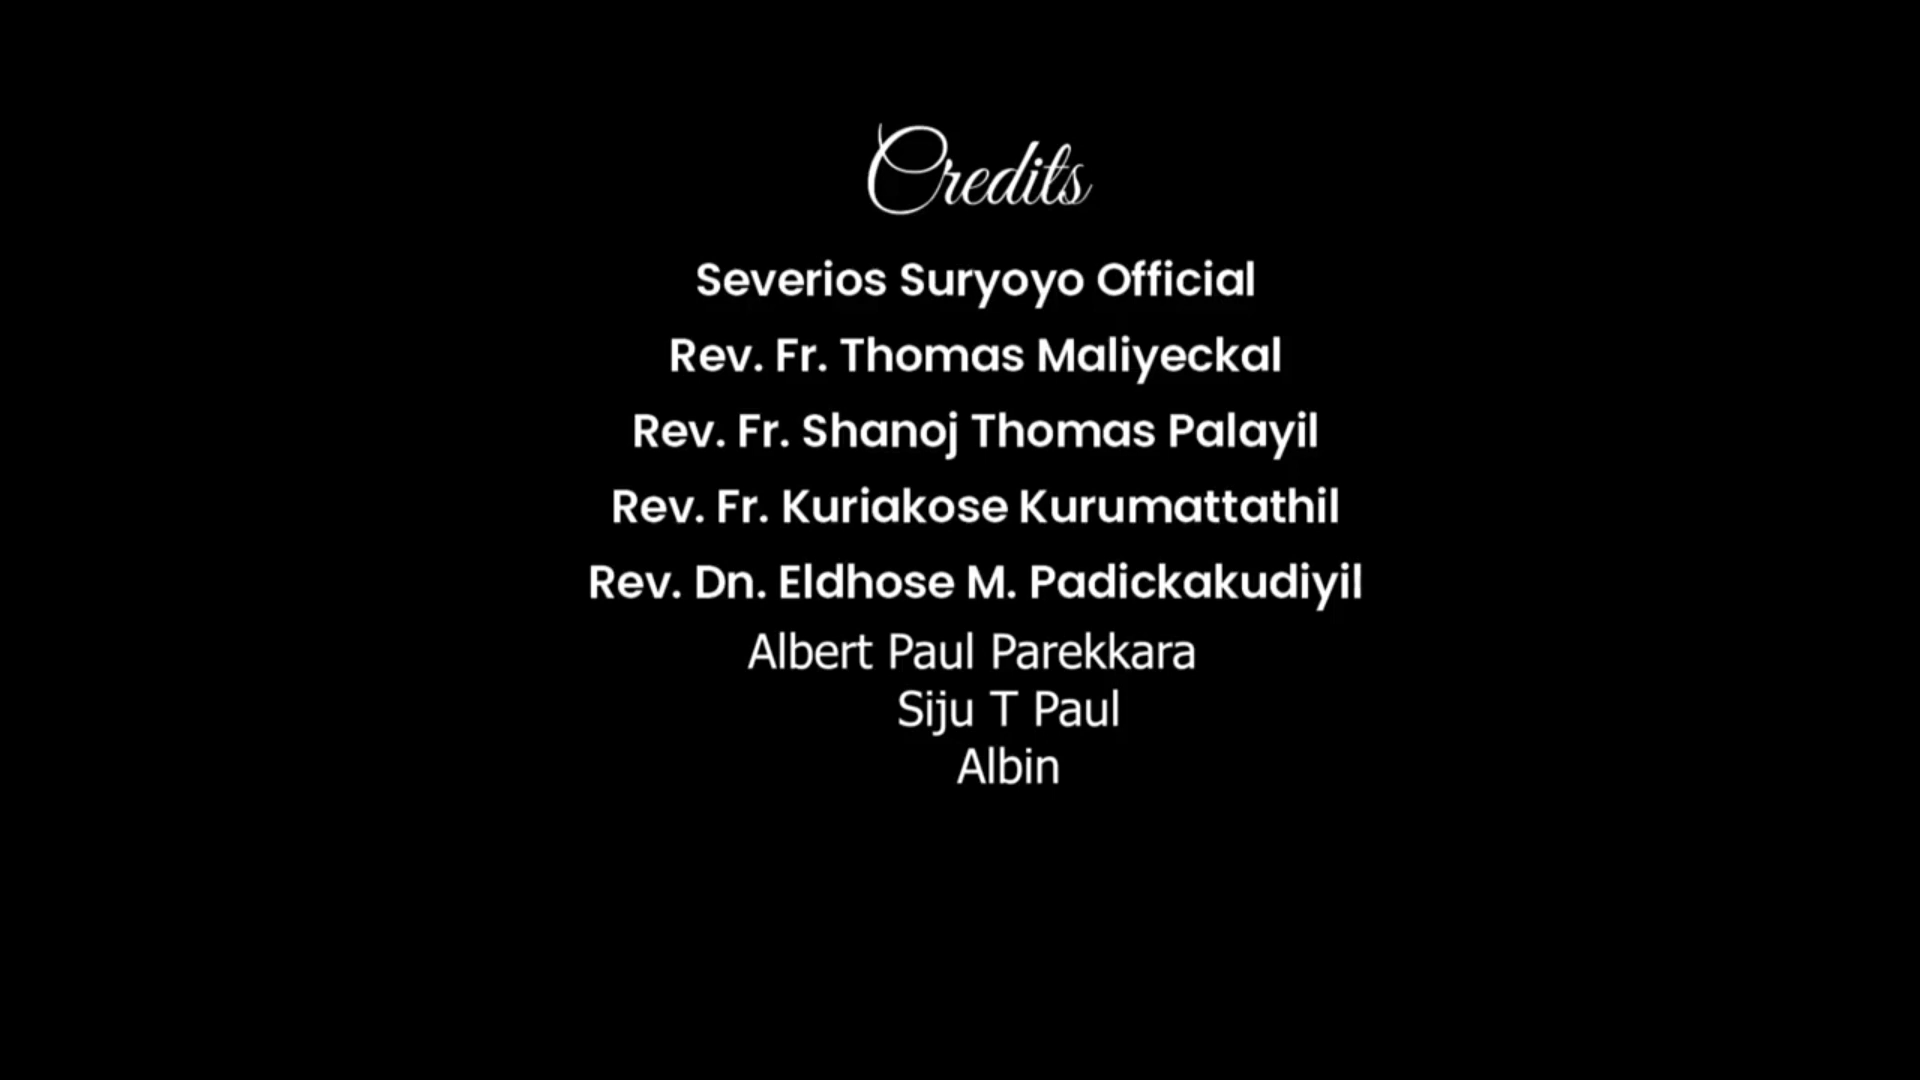 Credits
Severios Suryoyo Official
Rev. Fr. Thomas Maliyeckal
Rev. Fr. Shanoj Thomas Palayil
Rev. Fr. Kuriakose Kurumattathil
Rev. Dn. Eldhose M. Padickakudiyil
Albert Paul Parekkara
Siju T Paul
Albin